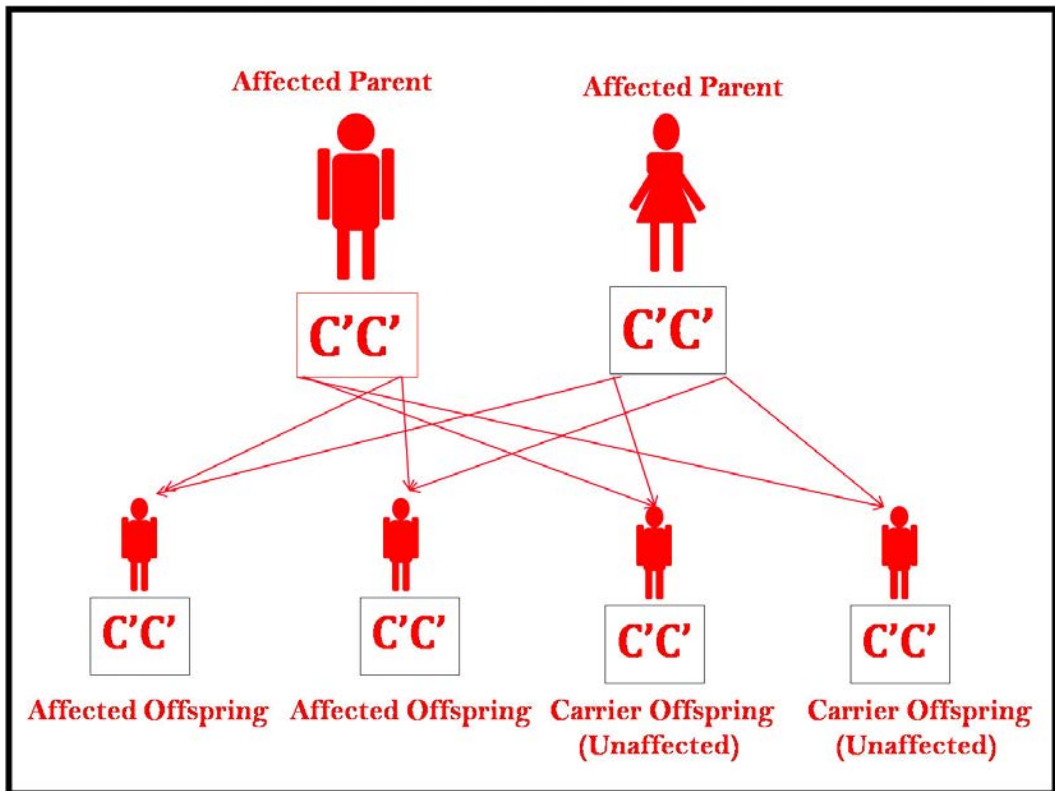 Affected Parent
Affected Parent
C’C’
C’C’
C’C’
C’C’
C’C’
C’C’
Affected Offspring
Affected Offspring
Carrier Offspring
(Unaffected)
Carrier Offspring
(Unaffected)